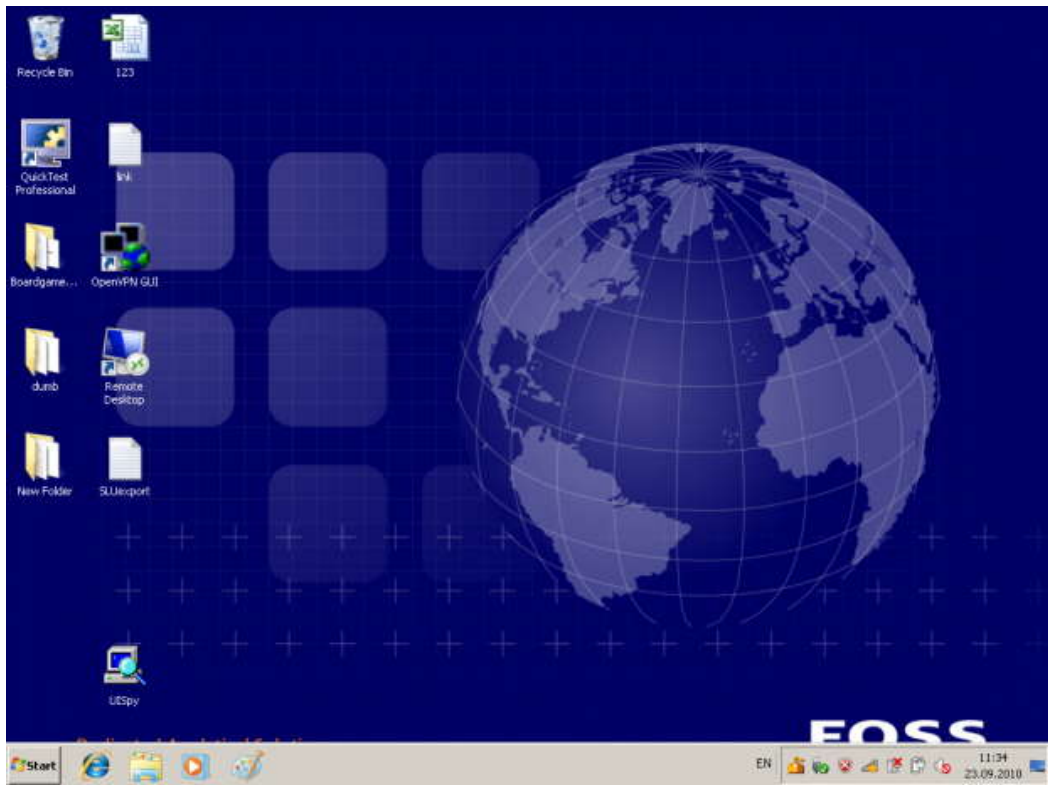 Recycle Bin
123
QuickTest
Professional
link
Boardgame...
OpenVPN GUI
dumb
Remote
Desktop
New Folder
SLUexport
UISpy
FOSS
Start
EN
11:34
23.09.2010